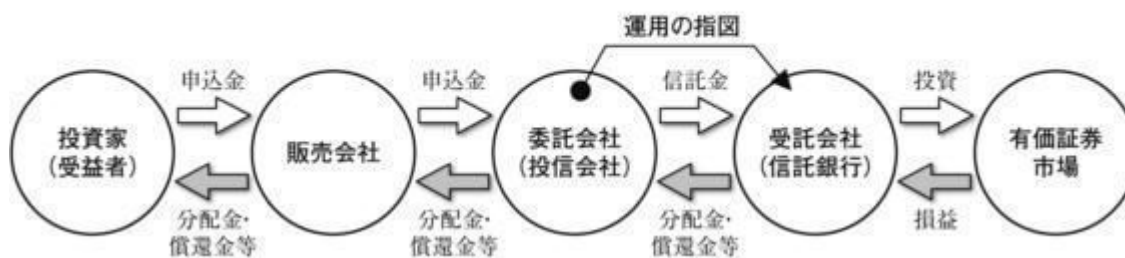 運用の指図
申込金
申込金
信託金
投資
投資家
(受益者)
販売会社
委託会社
(投信会社)
受託会社
(信託銀行)
有価証券
市場
分配金・
償還金等
分配金・
償還金等
分配金・
償還金等
損益